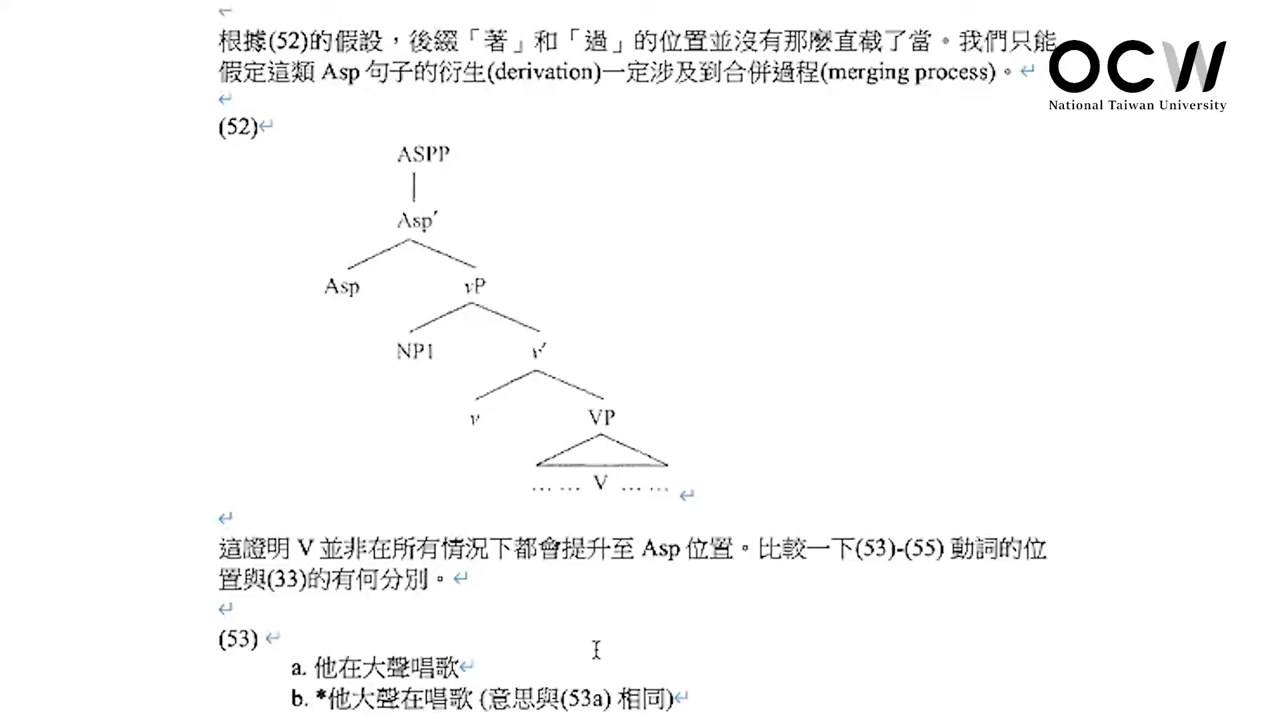 根據(52)的假設，後綴「著」和「過」的位置並沒有那麼直截了當。我們只能
假定這類 Asp 句子的衍生(derivation)一定涉及到合併過程(merging process)。
OCW
National Taiwan University
(52)
ASPP
Asp′
Asp vP
NP1 v′
v VP
…… V ……
這證明 V 並非在所有情況下都會提升至 Asp 位置。比較一下(53)-(55) 動詞的位
置與(33)的有何分別。
(53)
a. 他在大聲唱歌
b. *他大聲在唱歌 (意思與(53a) 相同)